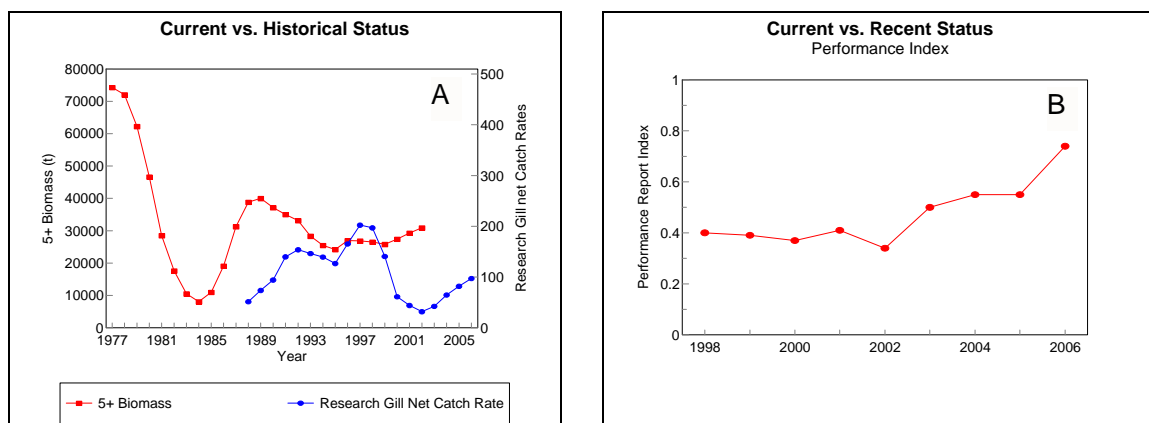 Current vs. Historical Status
A
80000
70000
60000
50000
40000
30000
20000
10000
0
5+ Biomass (t)
500
400
300
200
100
0
Research Gill net Catch Rates
1977 1981 1985 1989 1993 1997 2001 2005
Year
5+ Biomass Research Gill Net Catch Rate
Current vs. Recent Status
Performance Index
B
1
0.8
0.6
0.4
0.2
0
Performance Report Index
1998 2000 2002 2004 2006